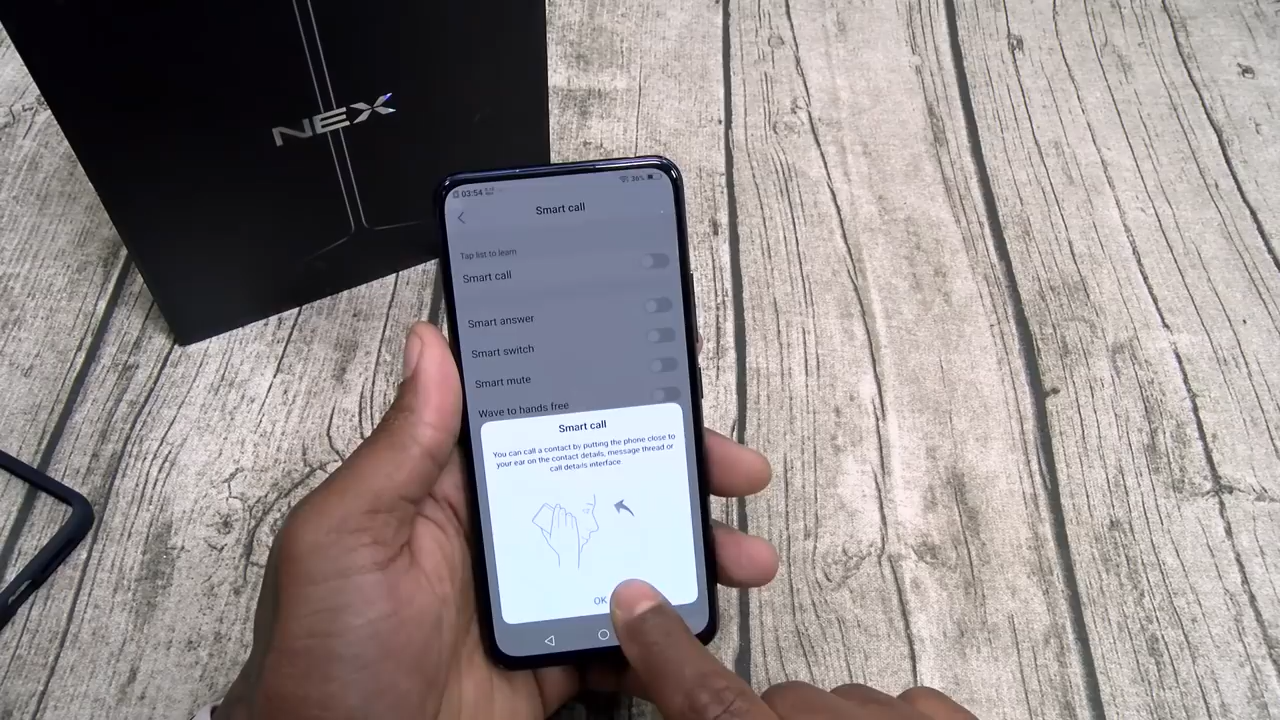 NEX
03:54
36%
Smart call
Tap list to learn
Smart call
Smart answer
Smart switch
Smart mute
Wave to hands free
Smart call
You can call a contact by putting the phone close to
your ear on the contact details, message thread or
call details interface
OK